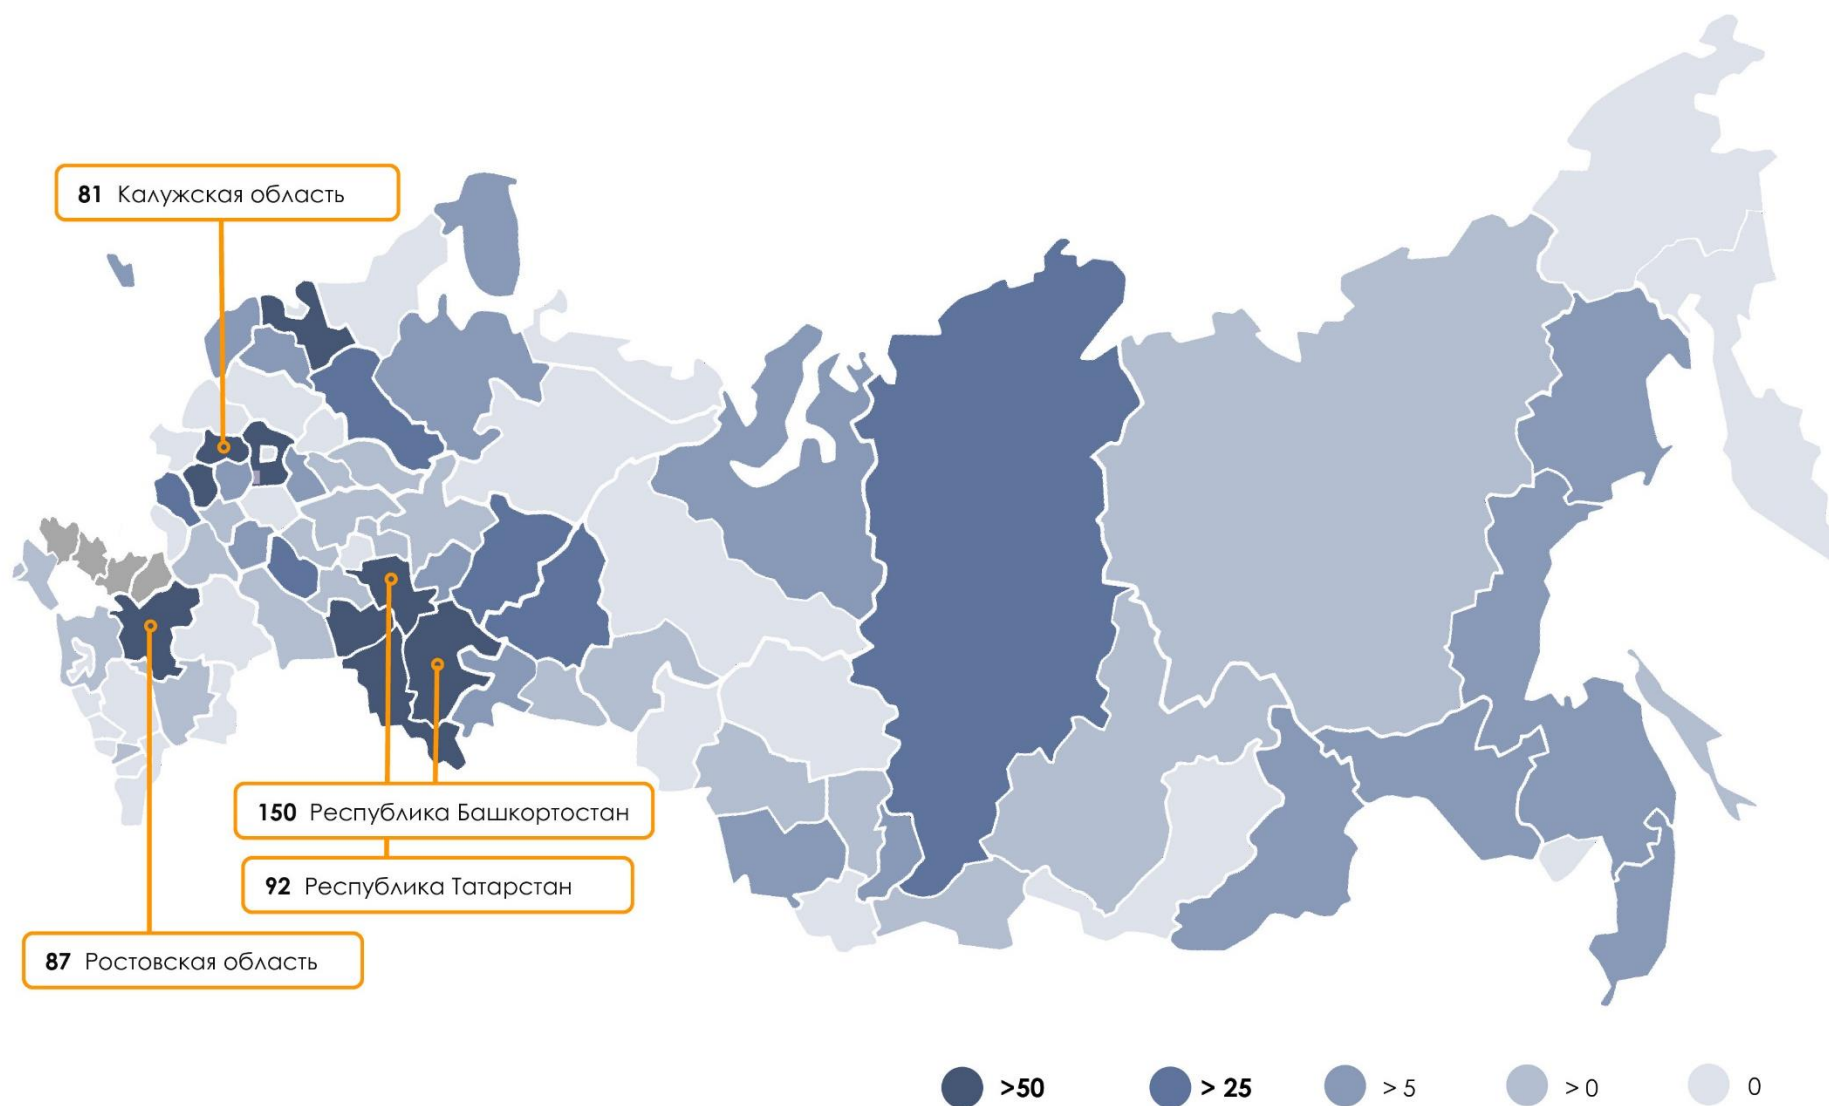 81 Калужская область
150 Республика Башкортостан
92 Республика Татарстан
87 Ростовская область
>50
> 25
> 5
> 0
0